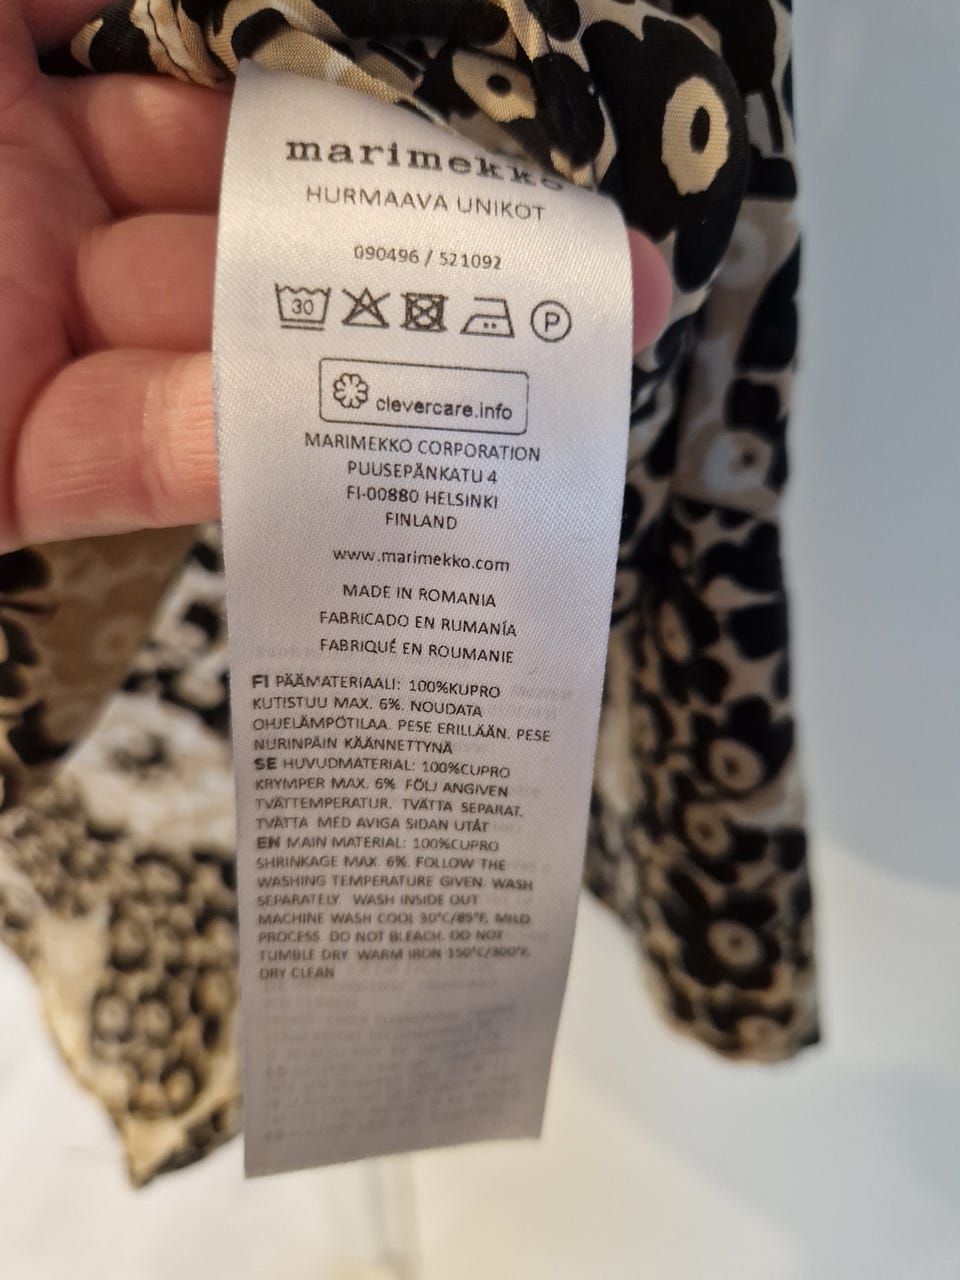 marimekko
HURMAAVA UNIKOT
090496 / 521092
30 P
clevercare.info
MARIMEKKO CORPORATION
PUUSEPÄNKATU 4
FI-00880 HELSINKI
FINLAND
www.marimekko.com
MADE IN ROMANIA
FABRICADO EN RUMANÍA
FABRIQUÉ EN ROUMANIE
FI PÄÄMATERIAALI: 100%KUPRO
KUTISTUU MAX. 6%. NOUDATA
OHJELÄMPÖTILAA. PESE ERILLÄÄN. PESE
NURINPÄIN KÄÄNNETTYNÄ
SE HUVUDMATERIAL: 100%CUPRO
KRYMPER MAX. 6% FÖLJ ANGIVEN
TVÄTTEMPERATUR. TVÄTTA SEPARAT.
TVÄTTA MED AVIGA SIDAN UTÅT
EN MAIN MATERIAL: 100%CUPRO
SHRINKAGE MAX. 6%. FOLLOW THE
WASHING TEMPERATURE GIVEN. WASH
SEPARATELY. WASH INSIDE OUT
MACHINE WASH COOL 30°C/85°F, MILD
PROCESS. DO NOT BLEACH. DO NOT
TUMBLE DRY. WARM IRON 150°C/300°F.
DRY CLEAN